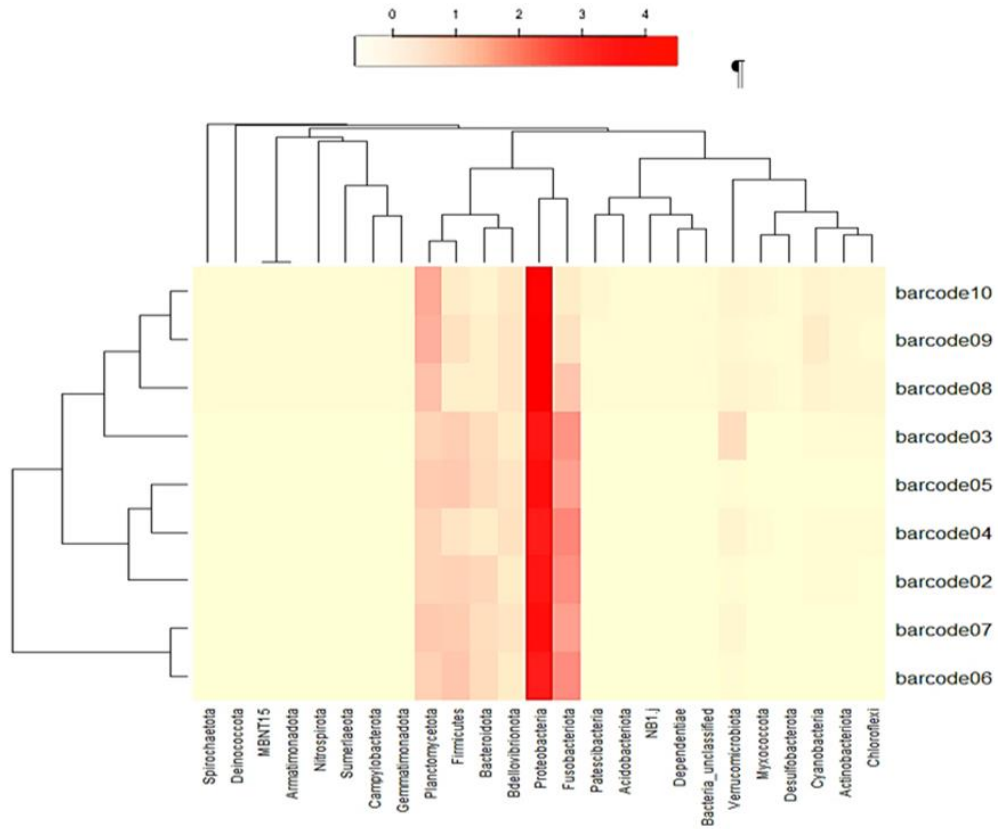 0 1 2 3 4
¶
barcode10
barcode09
barcode08
barcode03
barcode05
barcode04
barcode02
barcode07
barcode06
Spirochaetota
Deinococcota
MBNT15
Armatimonadota
Nitrospirota
Sumerlaeota
Campylobacterota
Gemmatimonadota
Planctomycetota
Firmicutes
Bacteroidota
Bdellovibrionota
Proteobacteria
Fusobacteriota
Patescibacteria
Acidobacteriota
NB1.j
Dependentiae
Bacteria_unclassified
Verrucomicrobiota
Myxococcota
Desulfobacterota
Cyanobacteria
Actinobacteriota
Chloroflexi